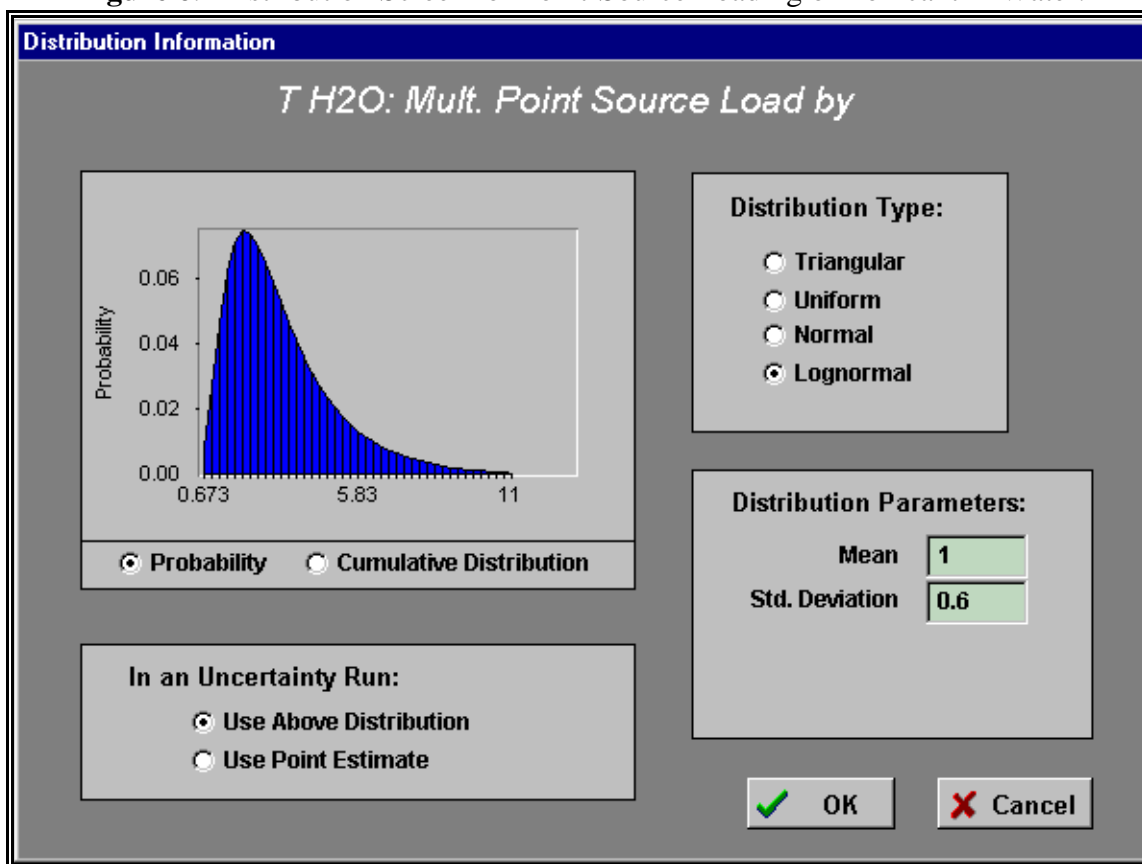 Distribution Information
T H2O: Mult. Point Source Load by
Probability
0.06
0.04
0.02
0.00
0.673 5.83 11
Probability Cumulative Distribution
In an Uncertainty Run:
Use Above Distribution
Use Point Estimate
Distribution Type:
Triangular
Uniform
Normal
Lognormal
Distribution Parameters:
Mean 1
Std. Deviation 0.6
OK Cancel